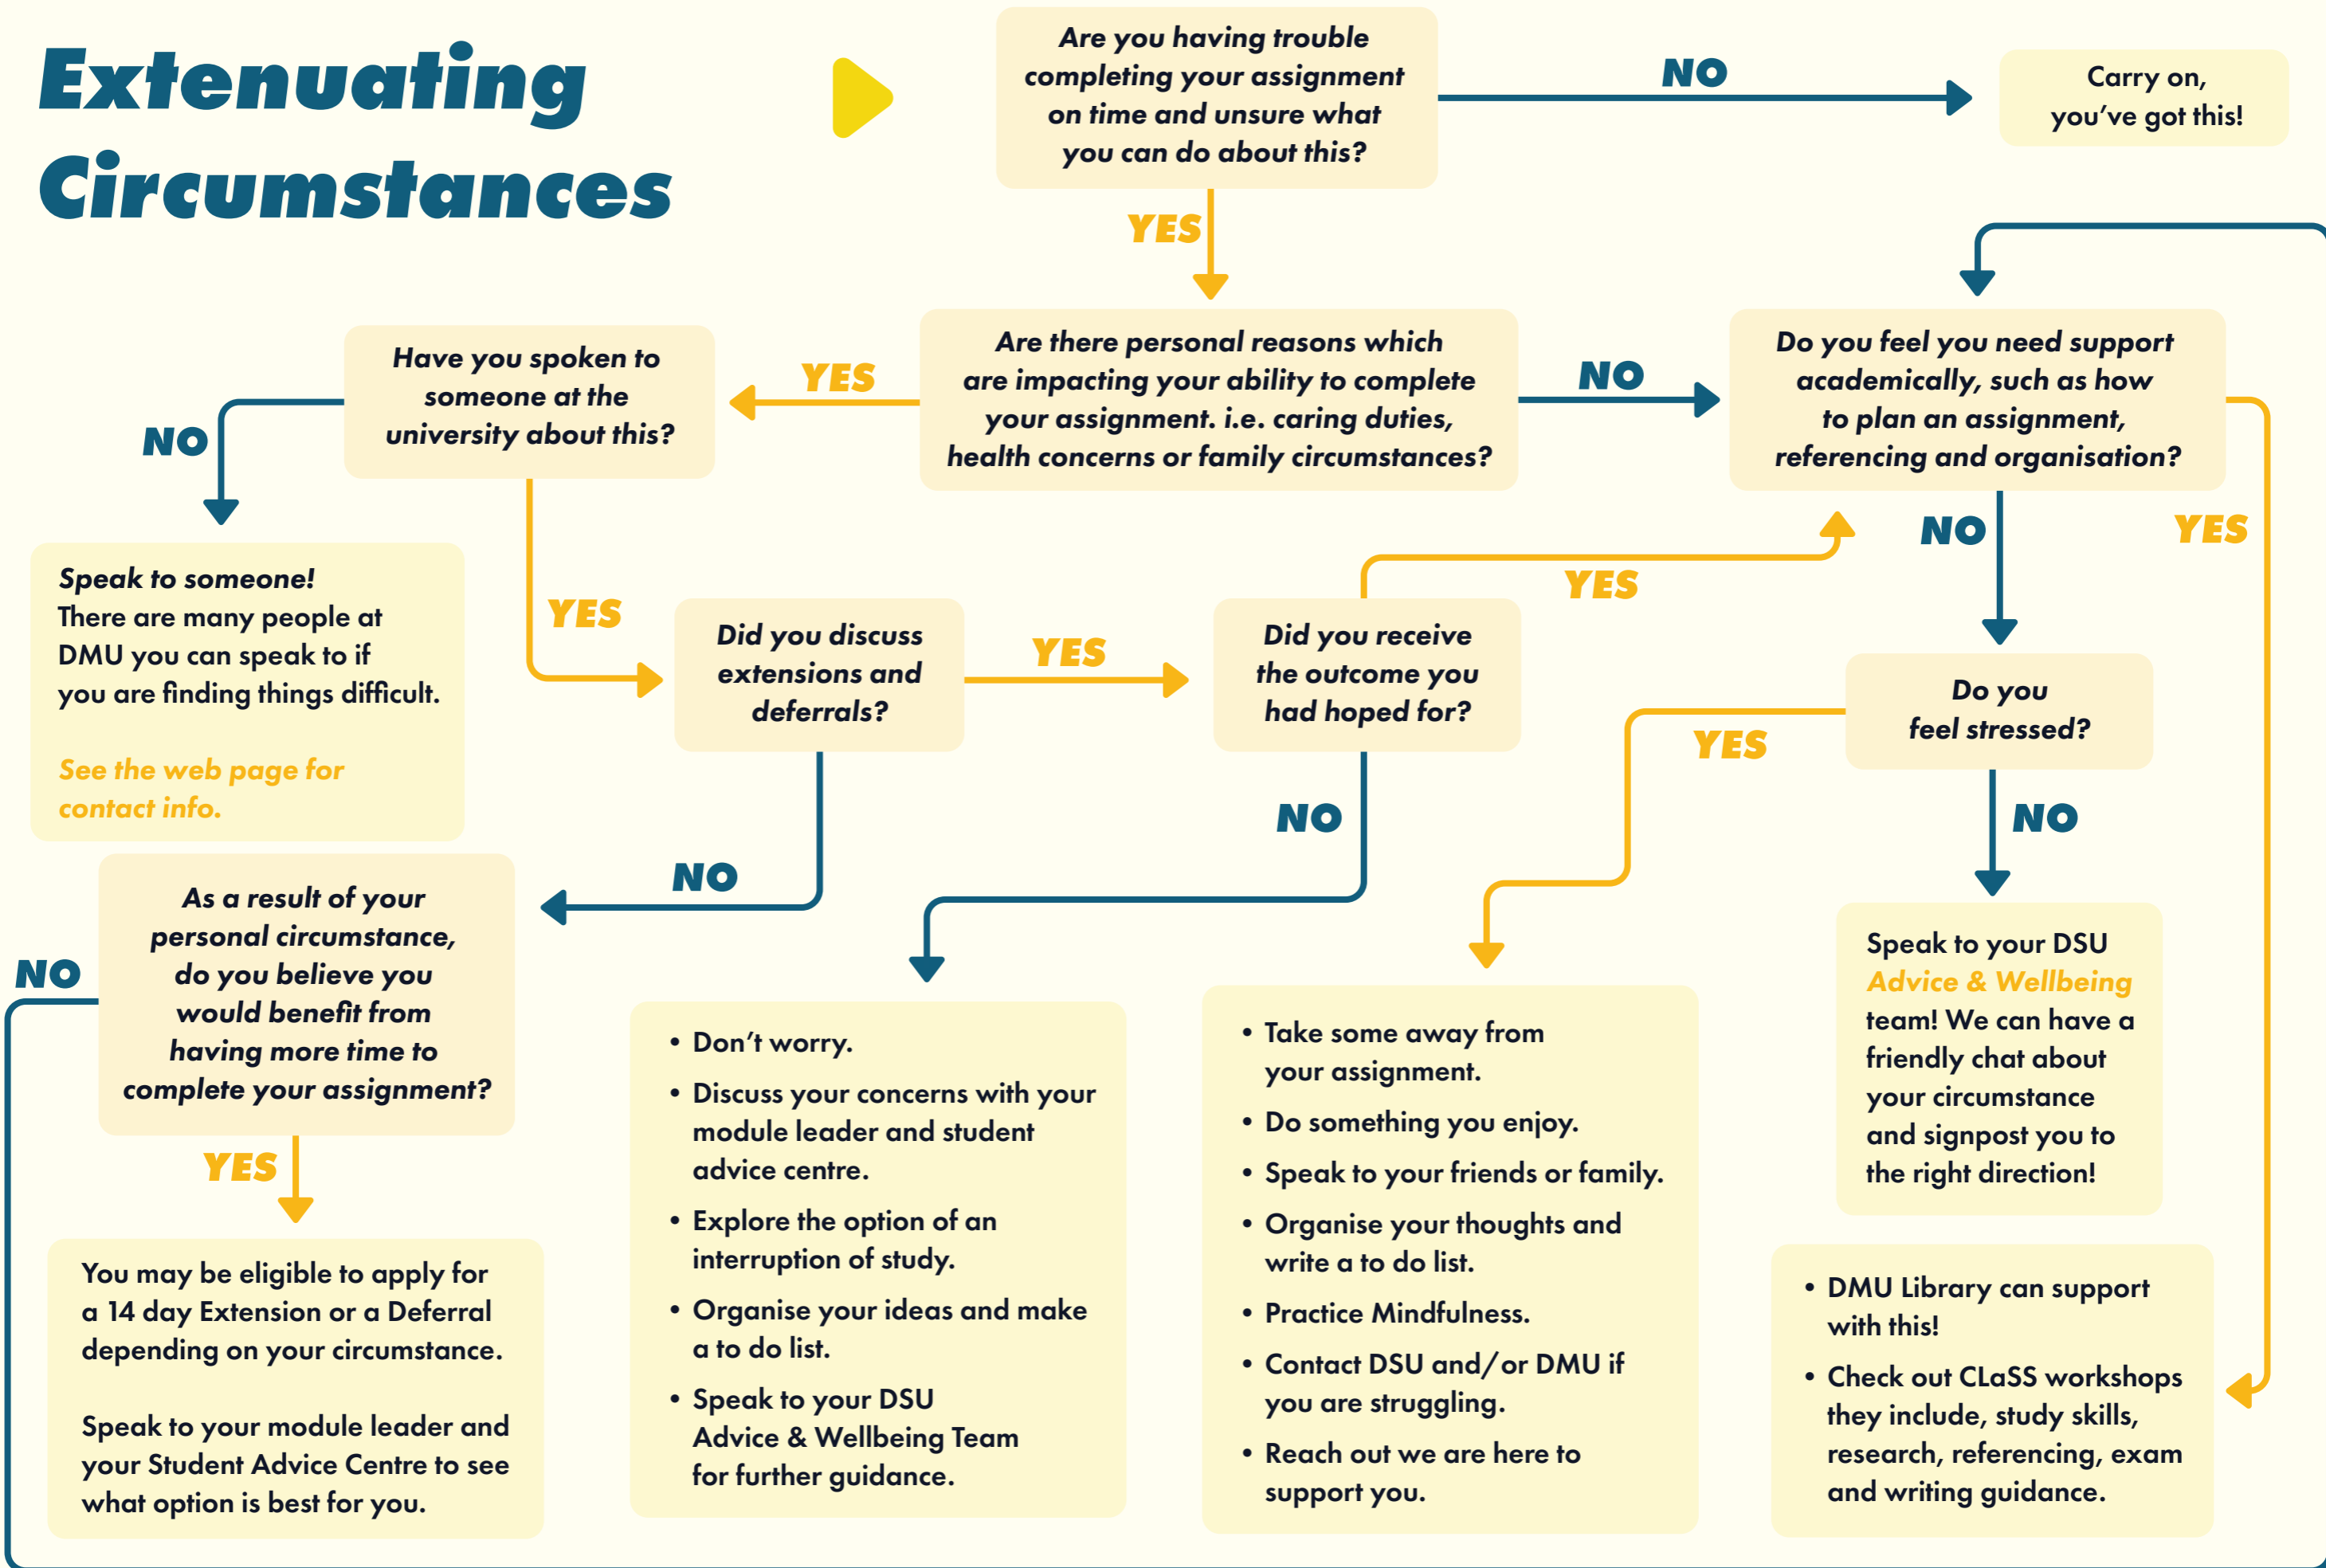 Extenuating
Circumstances
Are you having trouble
completing your assignment
on time and unsure what
you can do about this?
NO
Carry on,
you've got this!
YES
Have you spoken to
someone at the
university about this?
YES
Are there personal reasons which
are impacting your ability to complete
your assignment. i.e. caring duties,
health concerns or family circumstances?
NO
Do you feel you need support
academically, such as how
to plan an assignment,
referencing and organisation?
NO
YES
NO
YES
Speak to someone!
There are many people at
DMU you can speak to if
you are finding things difficult.
See the web page for
contact info.
YES
Did you discuss
extensions and
deferrals?
YES
Did you receive
the outcome you
had hoped for?
YES
Do you
feel stressed?
YES
NO
NO
NO
As a result of your
personal circumstance,
do you believe you
would benefit from
having more time to
complete your assignment?
NO
YES
You may be eligible to apply for
a 14 day Extension or a Deferral
depending on your circumstance.
Speak to your module leader and
your Student Advice Centre to see
what option is best for you.
• Don't worry.
• Discuss your concerns with your
module leader and student
advice centre.
• Explore the option of an
interruption of study.
• Organise your ideas and make
a to do list.
• Speak to your DSU
Advice & Wellbeing Team
for further guidance.
• Take some away from
your assignment.
• Do something you enjoy.
• Speak to your friends or family.
• Organise your thoughts and
write a to do list.
• Practice Mindfulness.
• Contact DSU and/or DMU if
you are struggling.
• Reach out we are here to
support you.
Speak to your DSU
Advice & Wellbeing
team! We can have a
friendly chat about
your circumstance
and signpost you to
the right direction!
• DMU Library can support
with this!
• Check out CLaSS workshops
they include, study skills,
research, referencing, exam
and writing guidance.